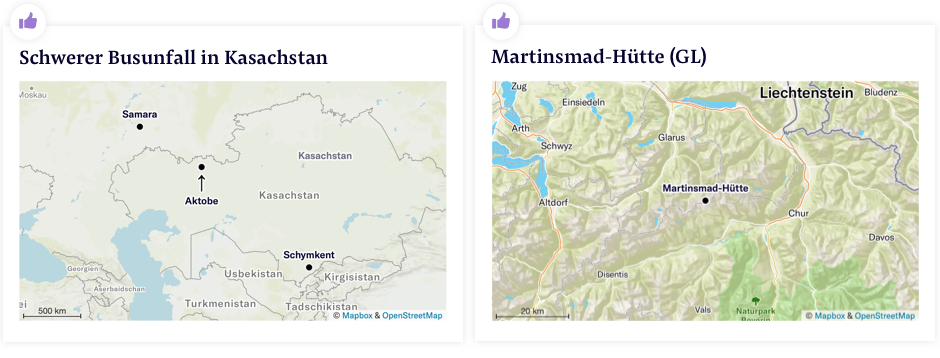 Schwerer Busunfall in Kasachstan
Moskau
Samara
Kasachstan
Kasachstan
Aktobe
Schymkent
Georgien
Usbekistan
Kirgisistan
Aserbaidschan
Turkmenistan
Tadschikistan
ei
500 km
© Mapbox & OpenStreetMap
Martinsmad-Hütte (GL)
Zug
Einsiedeln
Liechtenstein
Bludenz
Arth
Glarus
Schwyz
Martinsmad-Hütte
Altdorf
Chur
Davos
Disentis
Vals
Naturpark
Beverin
20 km
© Mapbox & OpenStreetMap